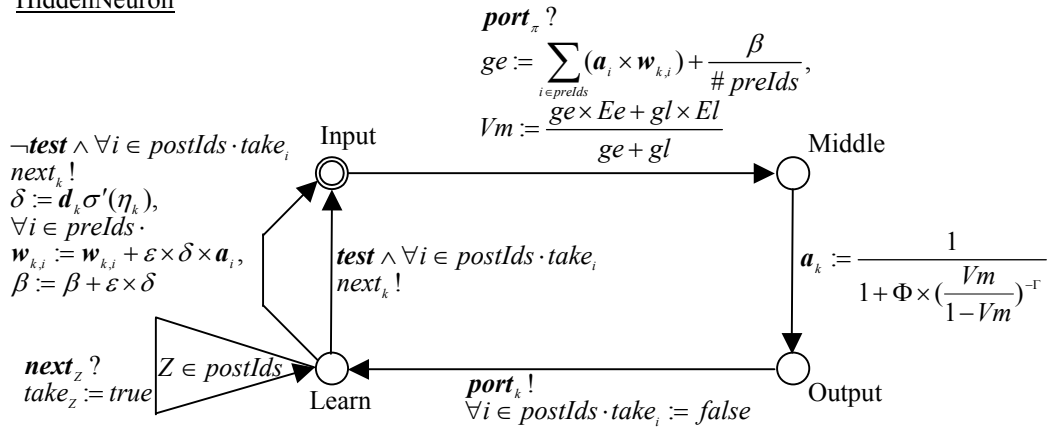 HiddenNeuron
port_π ?
ge := ∑_{i∈preIds} (a_i × w_{k,i}) + β / # preIds,
Vm := (ge × Ee + gl × El) / (ge + gl)
Input
Middle
¬test ∧ ∀i ∈ postIds · take_i
next_k !
δ := d_k σ′(η_k),
∀i ∈ preIds ·
w_{k,i} := w_{k,i} + ε × δ × a_i,
β := β + ε × δ
test ∧ ∀i ∈ postIds · take_i
next_k !
a_k := 1 / (1 + Φ × (Vm / (1 − Vm))^{−Γ})
next_Z ?
take_Z := true
Z ∈ postIds
Learn
port_k !
∀i ∈ postIds · take_i := false
Output